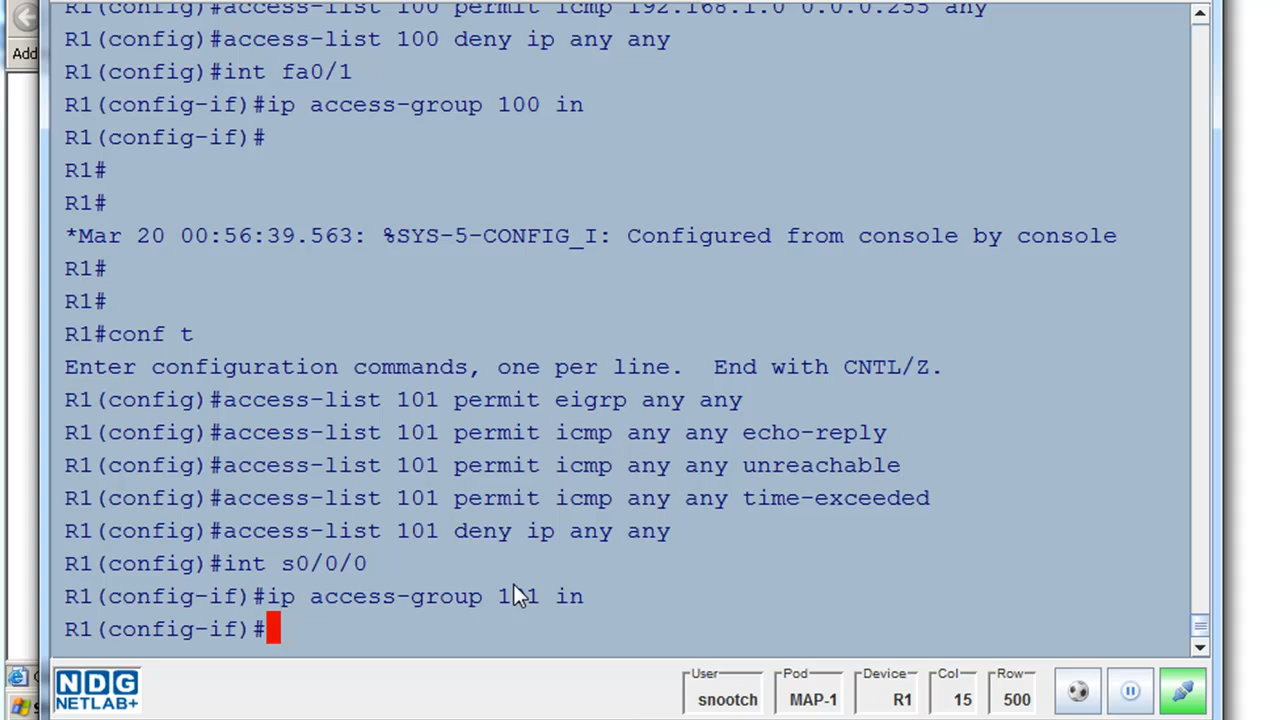 R1(config)#access-list 100 permit icmp 192.168.1.0 0.0.0.255 any
R1(config)#access-list 100 deny ip any any
R1(config)#int fa0/1
R1(config-if)#ip access-group 100 in
R1(config-if)#
R1#
R1#
*Mar 20 00:56:39.563: %SYS-5-CONFIG_I: Configured from console by console
R1#
R1#
R1#conf t
Enter configuration commands, one per line.  End with CNTL/Z.
R1(config)#access-list 101 permit eigrp any any
R1(config)#access-list 101 permit icmp any any echo-reply
R1(config)#access-list 101 permit icmp any any unreachable
R1(config)#access-list 101 permit icmp any any time-exceeded
R1(config)#access-list 101 deny ip any any
R1(config)#int s0/0/0
R1(config-if)#ip access-group 101 in
R1(config-if)#
Add
NDG
NETLAB+
User
snootch
Pod
MAP-1
Device
R1
Col
15
Row
500